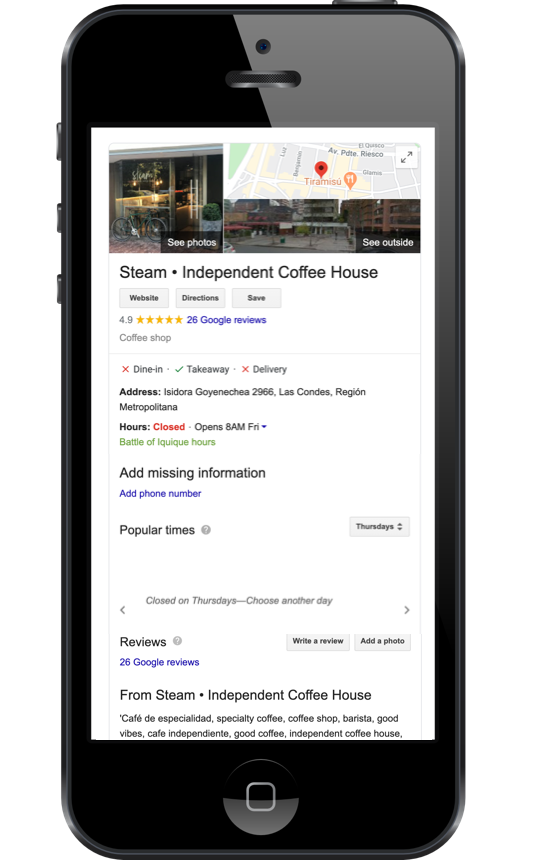 Steam
Lui
Benjamin
El Quisco
Av. Pdte. Riesco
Glamis
Tiramisú
See photos
See outside
Steam • Independent Coffee House
Website Directions Save
4.9 ★★★★★ 26 Google reviews
Coffee shop
✕ Dine-in · ✓ Takeaway · ✕ Delivery
Address: Isidora Goyenechea 2966, Las Condes, Región
Metropolitana
Hours: Closed · Opens 8AM Fri
Battle of Iquique hours
Add missing information
Add phone number
Popular times ?
Thursdays
Closed on Thursdays—Choose another day
Reviews ?
Write a review Add a photo
26 Google reviews
From Steam • Independent Coffee House
'Café de especialidad, specialty coffee, coffee shop, barista, good
vibes, cafe independiente, good coffee, independent coffee house,